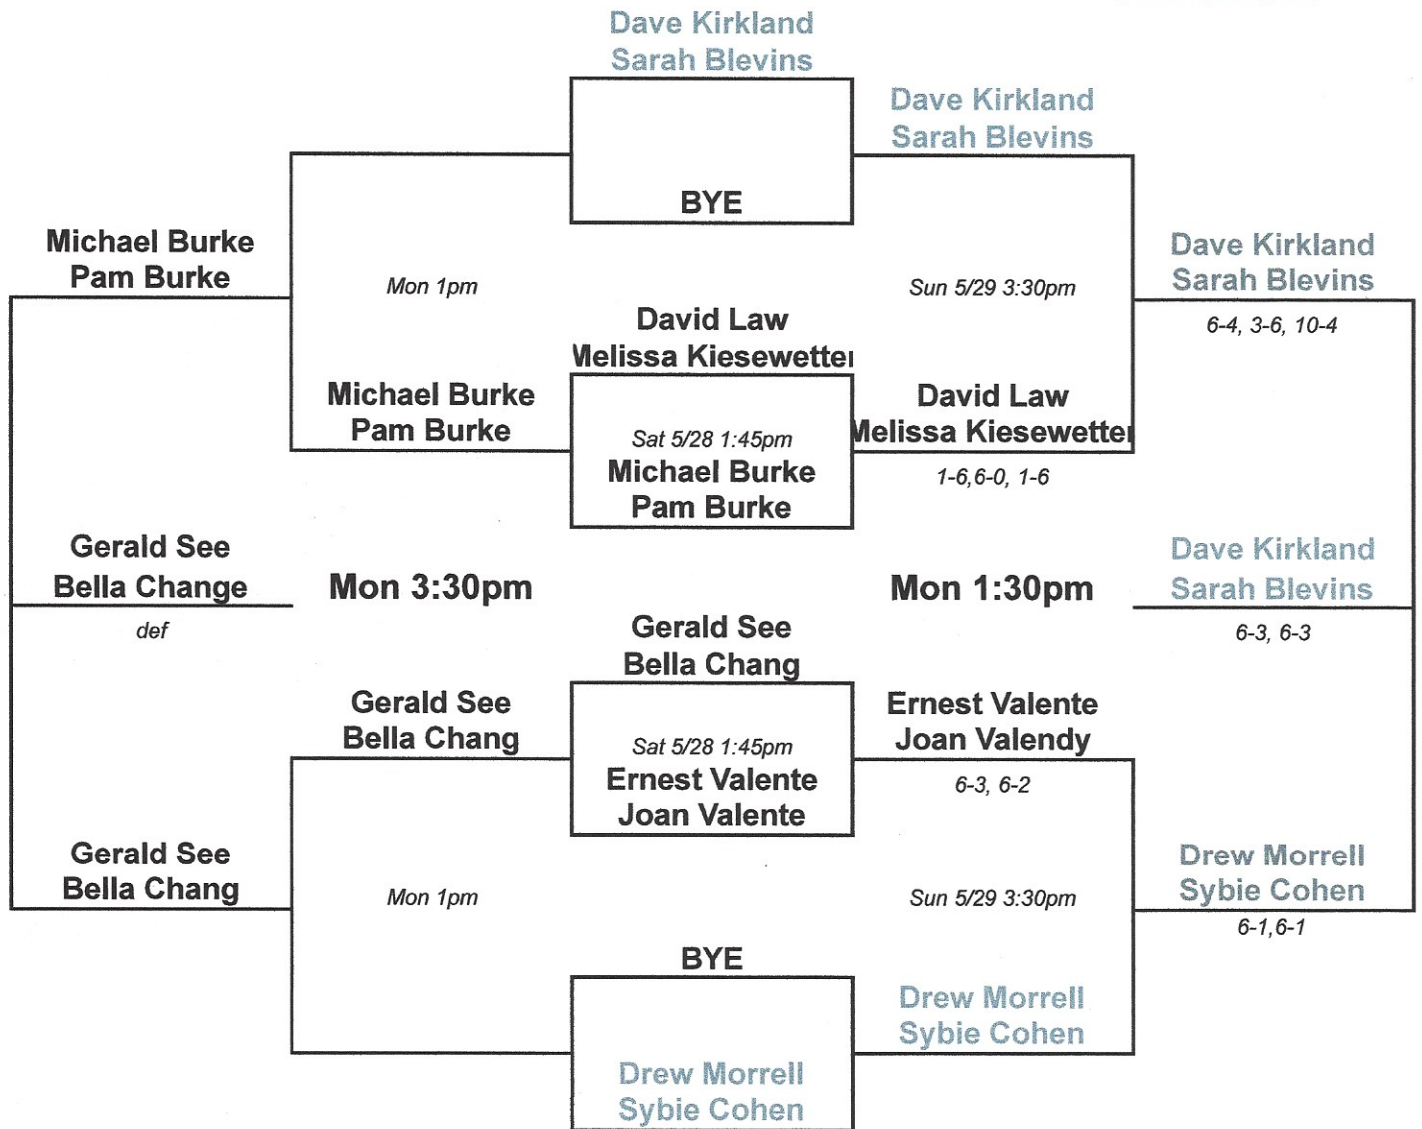 Dave Kirkland
Sarah Blevins
Dave Kirkland
Sarah Blevins
BYE
Michael Burke
Pam Burke
Mon 1pm
Sun 5/29 3:30pm
Dave Kirkland
Sarah Blevins
6-4, 3-6, 10-4
David Law
Melissa Kiesewetter
Michael Burke
Pam Burke
Sat 5/28 1:45pm
Michael Burke
Pam Burke
David Law
Melissa Kiesewetter
1-6,6-0, 1-6
Gerald See
Bella Change
def
Mon 3:30pm
Mon 1:30pm
Dave Kirkland
Sarah Blevins
6-3, 6-3
Gerald See
Bella Chang
Gerald See
Bella Chang
Sat 5/28 1:45pm
Ernest Valente
Joan Valente
Ernest Valente
Joan Valendy
6-3, 6-2
Gerald See
Bella Chang
Mon 1pm
Sun 5/29 3:30pm
Drew Morrell
Sybie Cohen
6-1,6-1
BYE
Drew Morrell
Sybie Cohen
Drew Morrell
Sybie Cohen